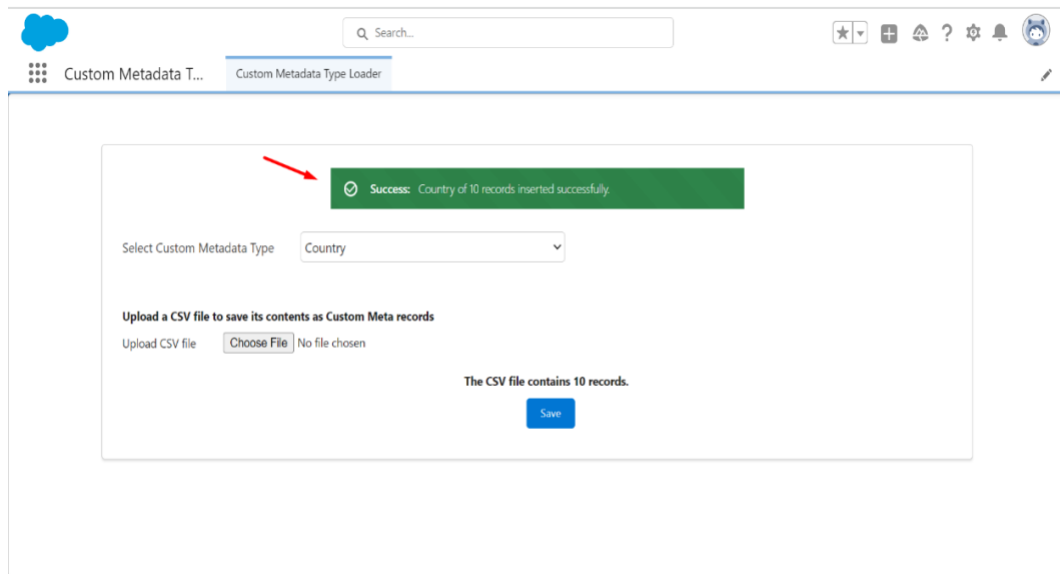 Search...
Custom Metadata T...
Custom Metadata Type Loader
Success: Country of 10 records inserted successfully.
Select Custom Metadata Type
Country
Upload a CSV file to save its contents as Custom Meta records
Upload CSV file
Choose File No file chosen
The CSV file contains 10 records.
Save